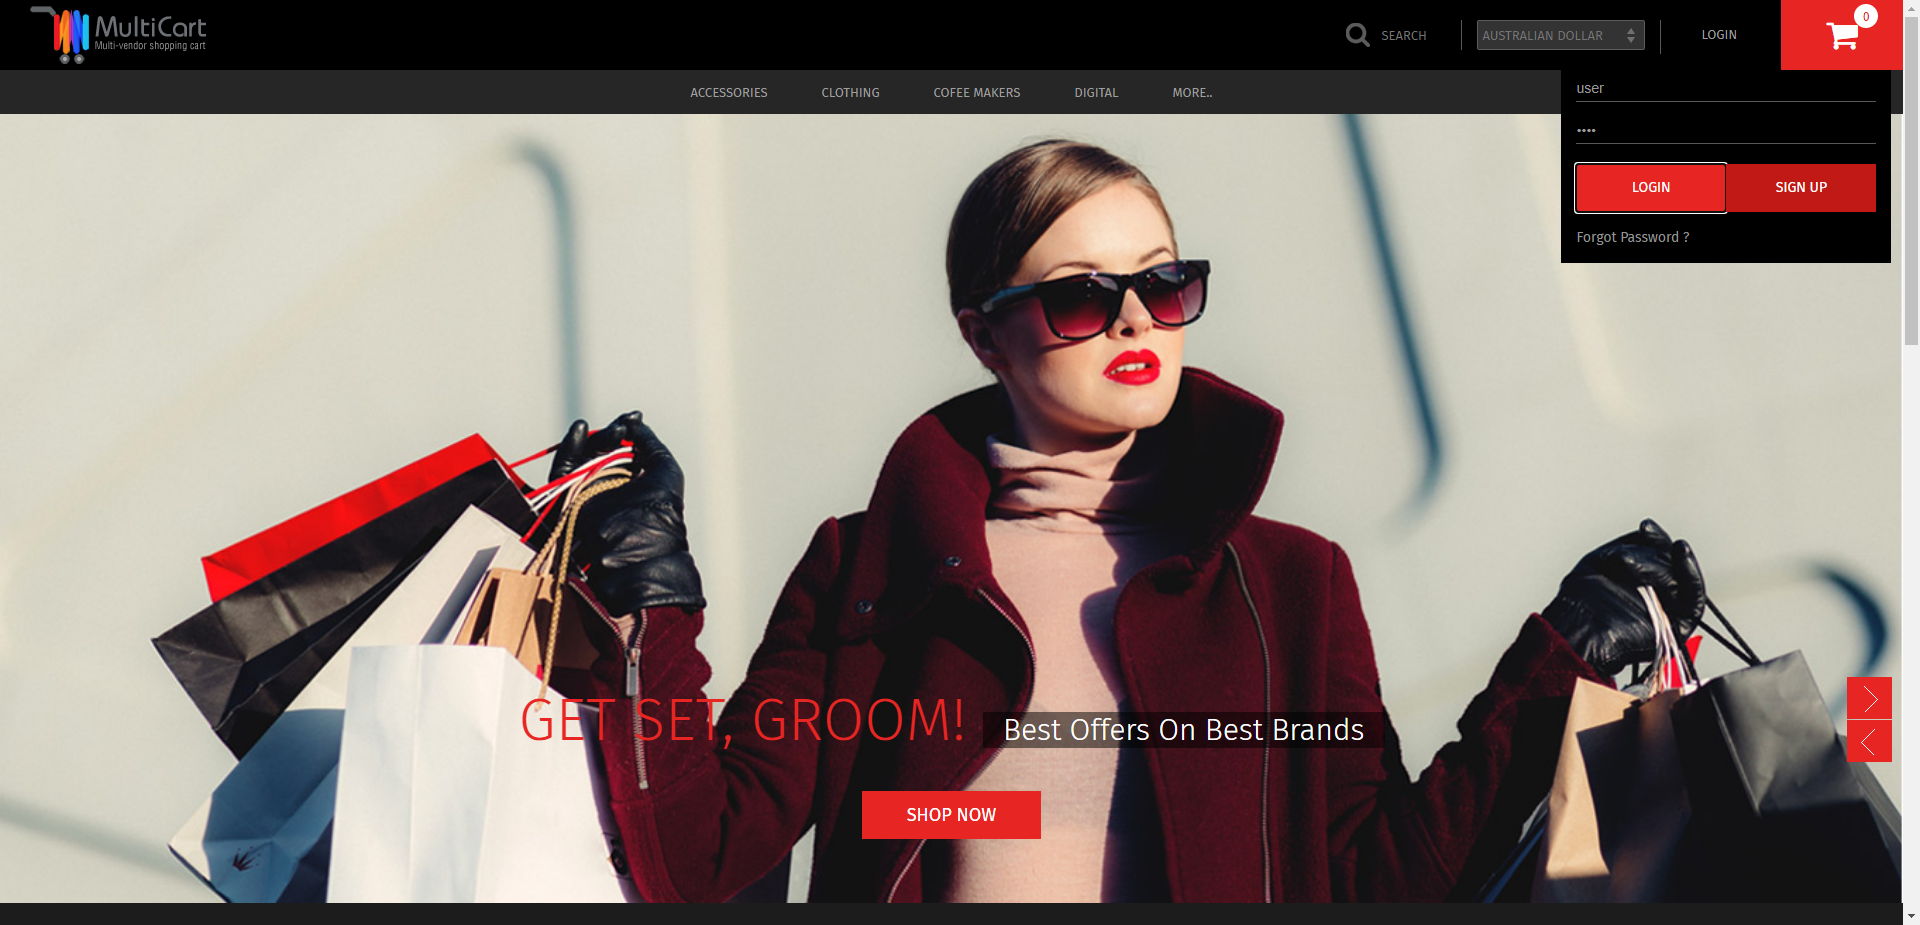 MultiCart
Multi-vendor shopping cart
SEARCH
AUSTRALIAN DOLLAR
LOGIN
0
ACCESSORIES
CLOTHING
COFEE MAKERS
DIGITAL
MORE..
user
••••
LOGIN
SIGN UP
Forgot Password ?
GET SET, GROOM!
Best Offers On Best Brands
SHOP NOW